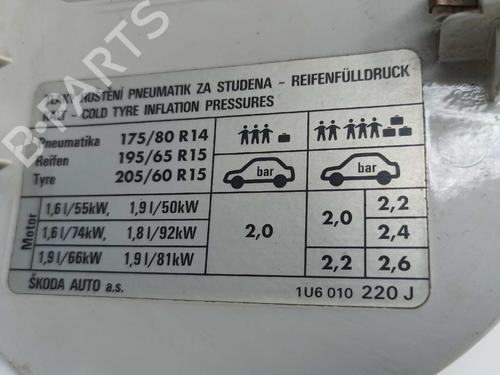 HUŠTĚNÍ PNEUMATIK ZA STUDENA - REIFENFÜLLDRUCK
- COLD TYRE INFLATION PRESSURES
Pneumatika 175/80 R14
Reifen 195/65 R15
Tyre 205/60 R15
bar bar
Motor
1,6 l/55kW, 1,9 l/50kW 2,2
1,6 l/74kW, 1,8 l/92kW 2,0 2,0 2,4
1,9 l/66kW 1,9 l/81kW 2,2 2,6
ŠKODA AUTO a.s. 1U6 010 220 J
B-PARTS